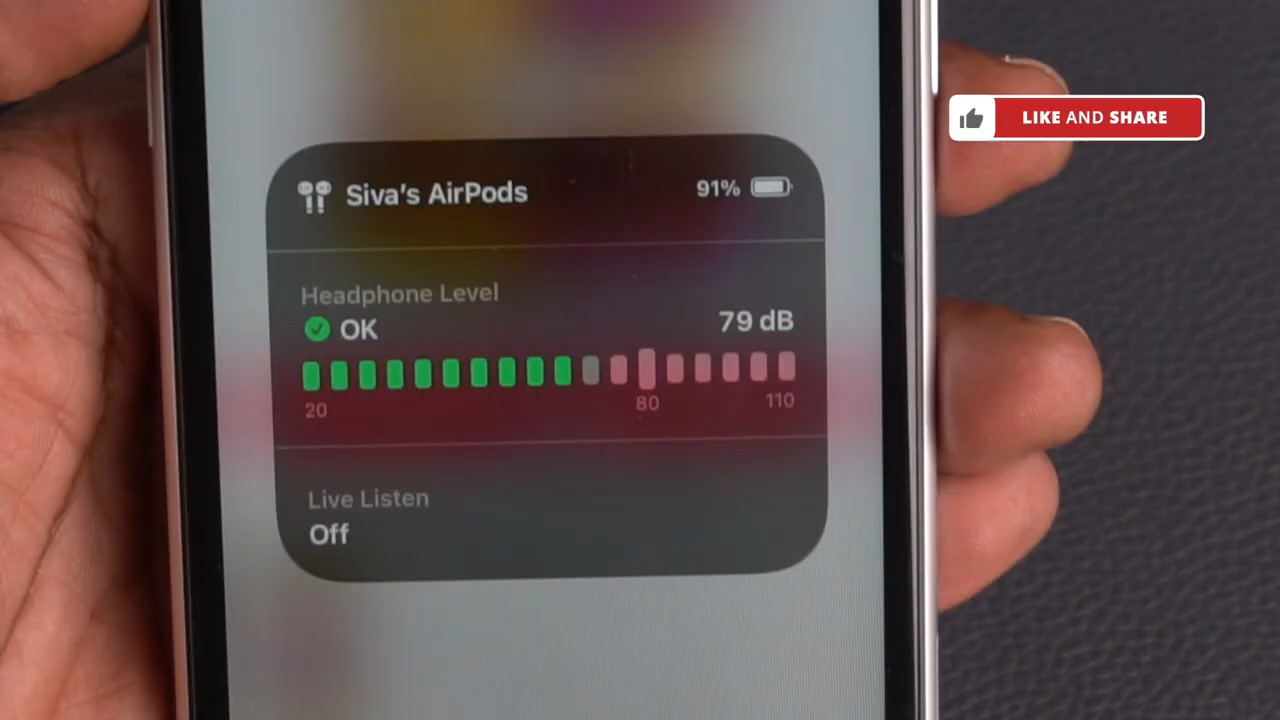 LIKE AND SHARE
Siva's AirPods 91%
Headphone Level
OK 79 dB
20 80 110
Live Listen
Off